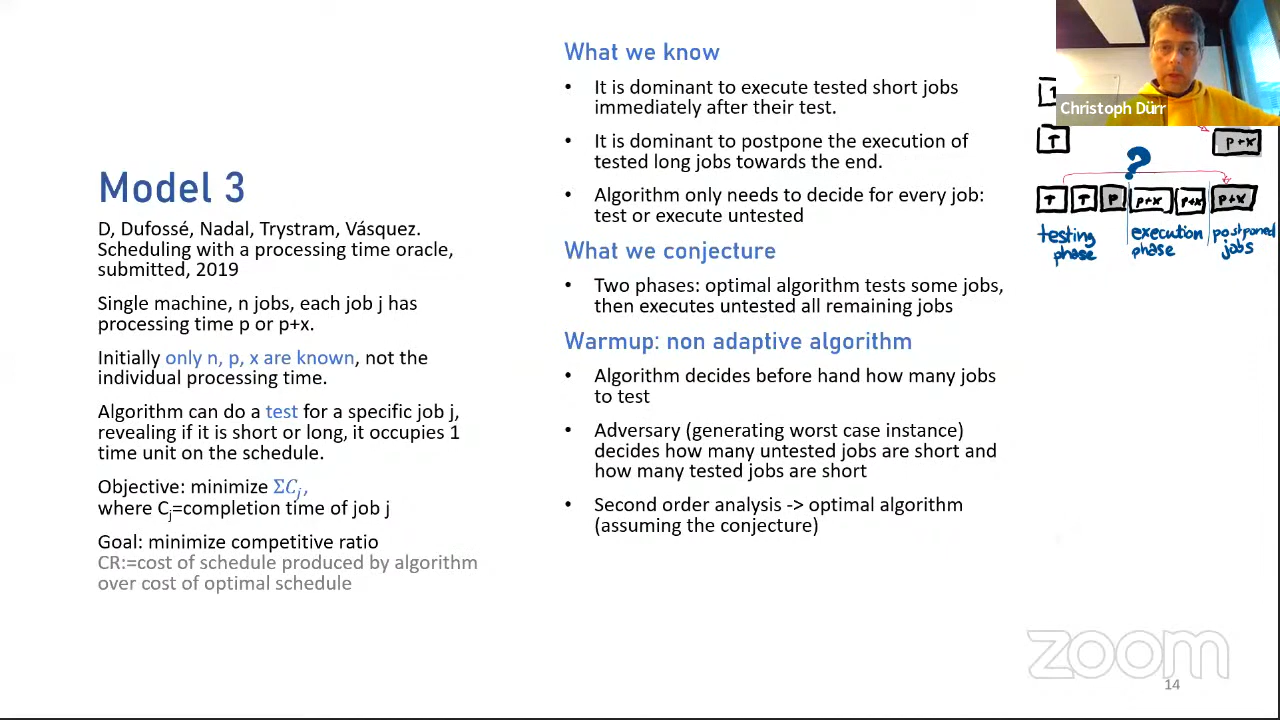 Model 3
D, Dufossé, Nadal, Trystram, Vásquez.
Scheduling with a processing time oracle,
submitted, 2019
Single machine, n jobs, each job j has
processing time p or p+x.
Initially only n, p, x are known, not the
individual processing time.
Algorithm can do a test for a specific job j,
revealing if it is short or long, it occupies 1
time unit on the schedule.
Objective: minimize ΣCj,
where Cj=completion time of job j
Goal: minimize competitive ratio
CR:=cost of schedule produced by algorithm
over cost of optimal schedule
What we know
• It is dominant to execute tested short jobs
immediately after their test.
• It is dominant to postpone the execution of
tested long jobs towards the end.
• Algorithm only needs to decide for every job:
test or execute untested
What we conjecture
• Two phases: optimal algorithm tests some jobs,
then executes untested all remaining jobs
Warmup: non adaptive algorithm
• Algorithm decides before hand how many jobs
to test
• Adversary (generating worst case instance)
decides how many untested jobs are short and
how many tested jobs are short
• Second order analysis -> optimal algorithm
(assuming the conjecture)
Christoph Dürr
T p+x
?
T T p p+x p+x p+x
testing phase
execution phase
postponed jobs
zoom
14